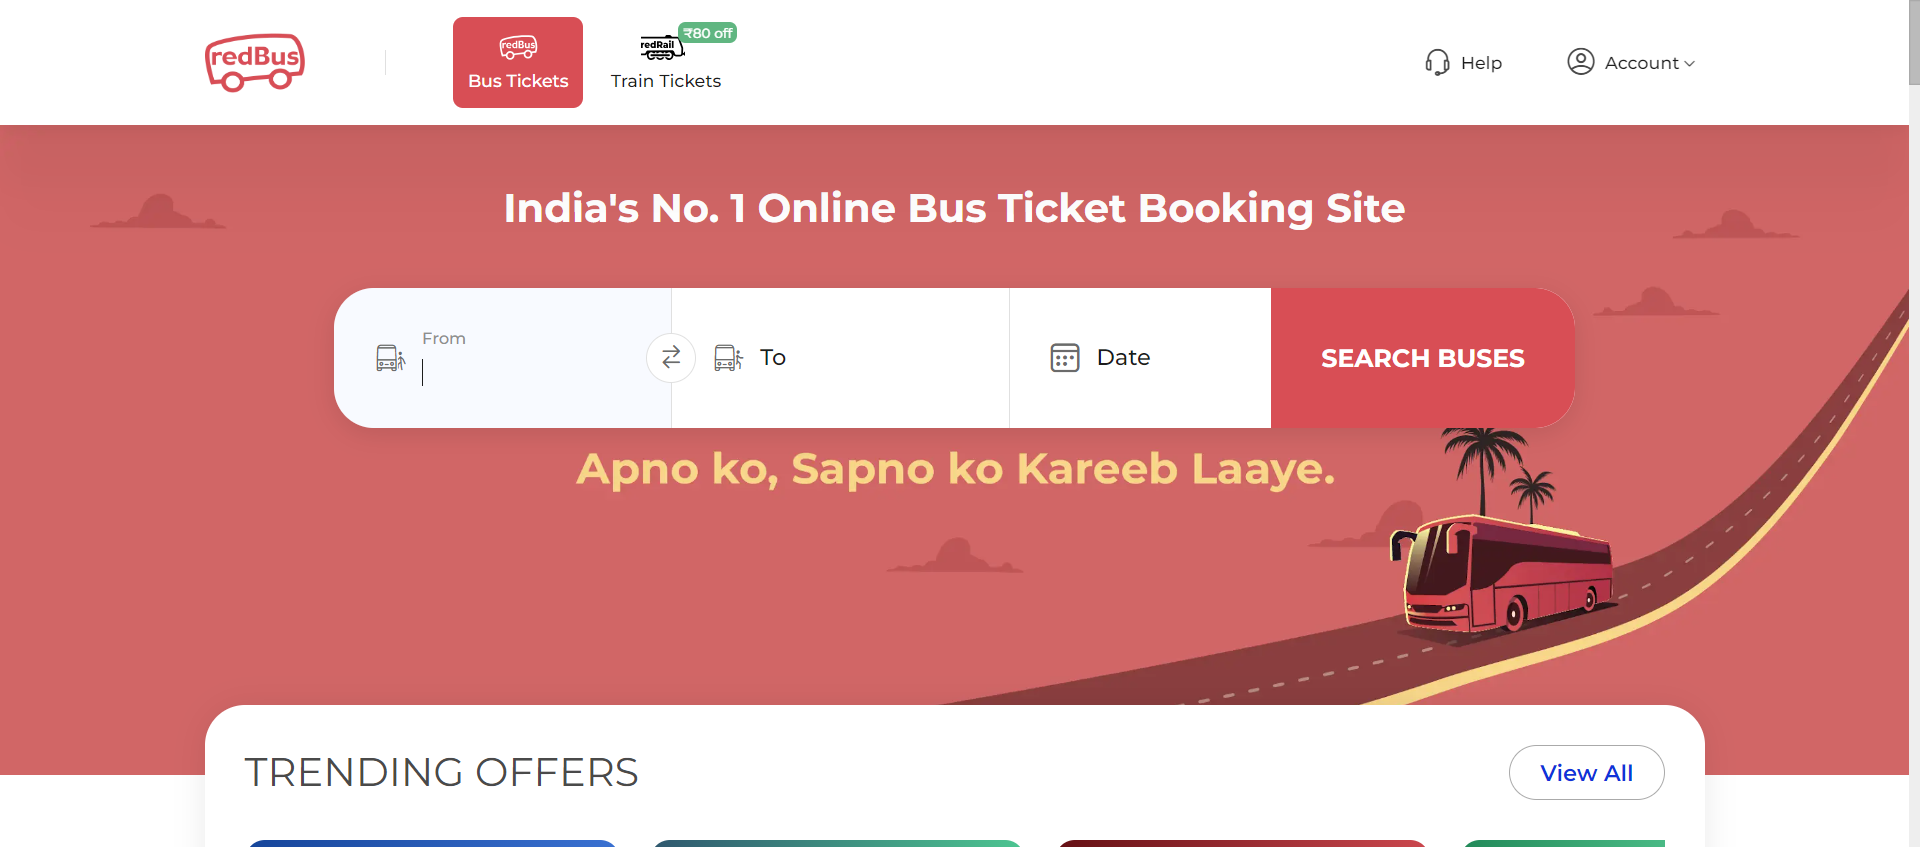 redBus
redBus
Bus Tickets
redRail
₹80 off
Train Tickets
Help
Account
India's No. 1 Online Bus Ticket Booking Site
From
To
Date
SEARCH BUSES
Apno ko, Sapno ko Kareeb Laaye.
TRENDING OFFERS
View All